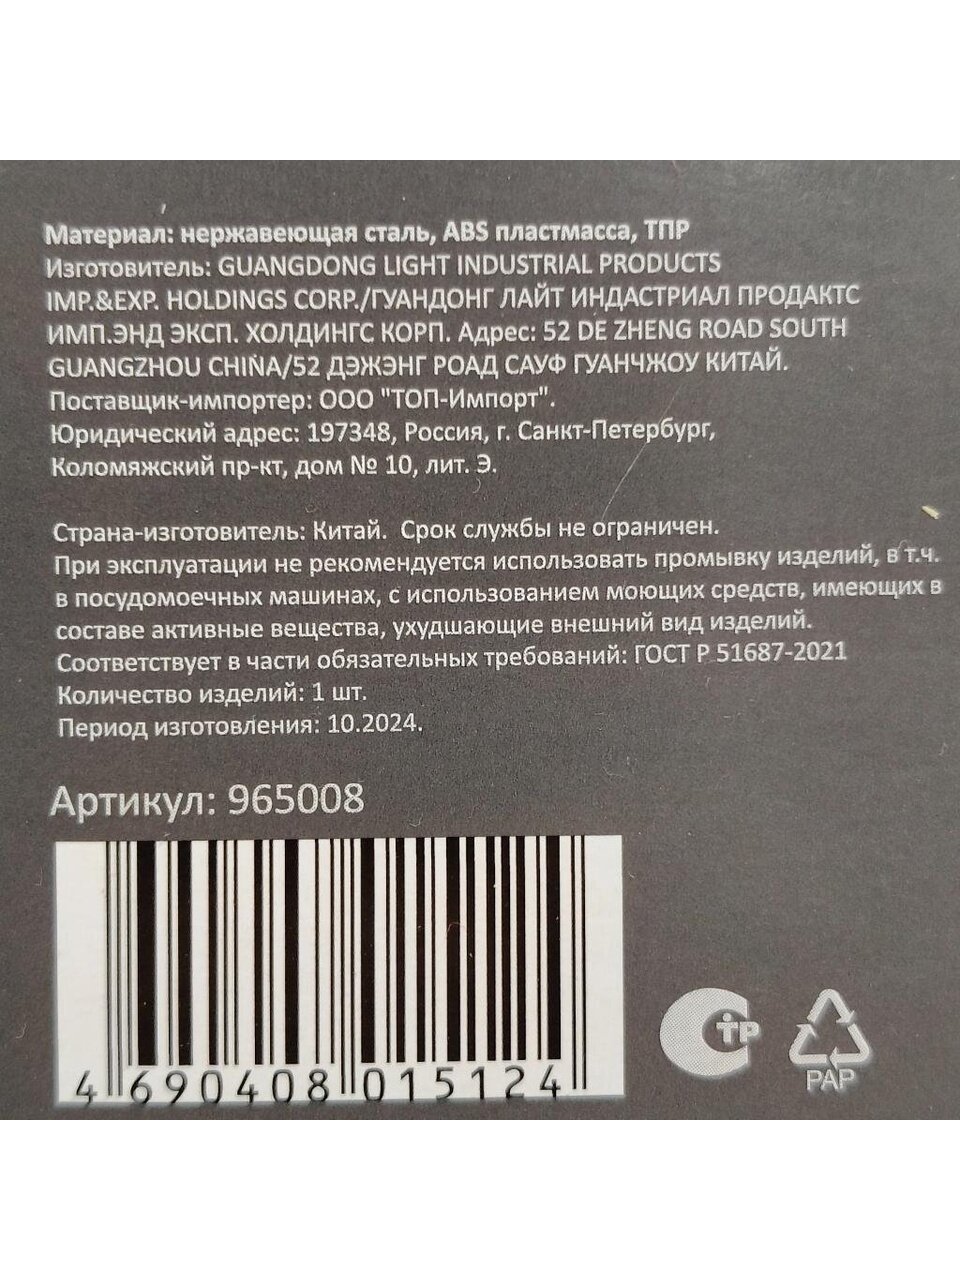 Материал: нержавеющая сталь, ABS пластмасса, ТПР
Изготовитель: GUANGDONG LIGHT INDUSTRIAL PRODUCTS
IMP.&EXP. HOLDINGS CORP./ГУАНДОНГ ЛАЙТ ИНДАСТРИАЛ ПРОДАКТС
ИМП.ЭНД ЭКСП. ХОЛДИНГС КОРП. Адрес: 52 DE ZHENG ROAD SOUTH
GUANGZHOU CHINA/52 ДЭЖЭНГ РОАД САУФ ГУАНЧЖОУ КИТАЙ.
Поставщик-импортер: ООО "ТОП-Импорт".
Юридический адрес: 197348, Россия, г. Санкт-Петербург,
Коломяжский пр-кт, дом № 10, лит. Э.
Страна-изготовитель: Китай. Срок службы не ограничен.
При эксплуатации не рекомендуется использовать промывку изделий, в т.ч.
в посудомоечных машинах, с использованием моющих средств, имеющих в
составе активные вещества, ухудшающие внешний вид изделий.
Соответствует в части обязательных требований: ГОСТ Р 51687-2021
Количество изделий: 1 шт.
Период изготовления: 10.2024.
Артикул: 965008
4 690408 015124
СТР
PAP